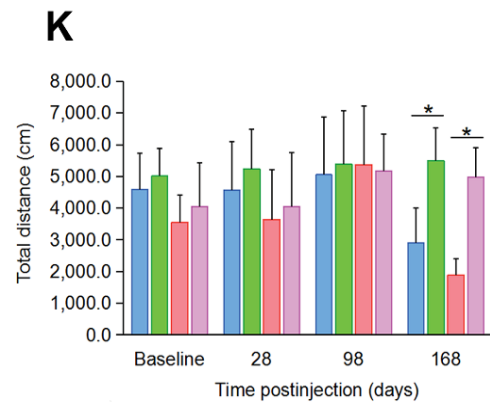 K
Total distance (cm)
8,000.0
7,000.0
6,000.0
5,000.0
4,000.0
3,000.0
2,000.0
1,000.0
0.0
* *
Baseline 28 98 168
Time postinjection (days)